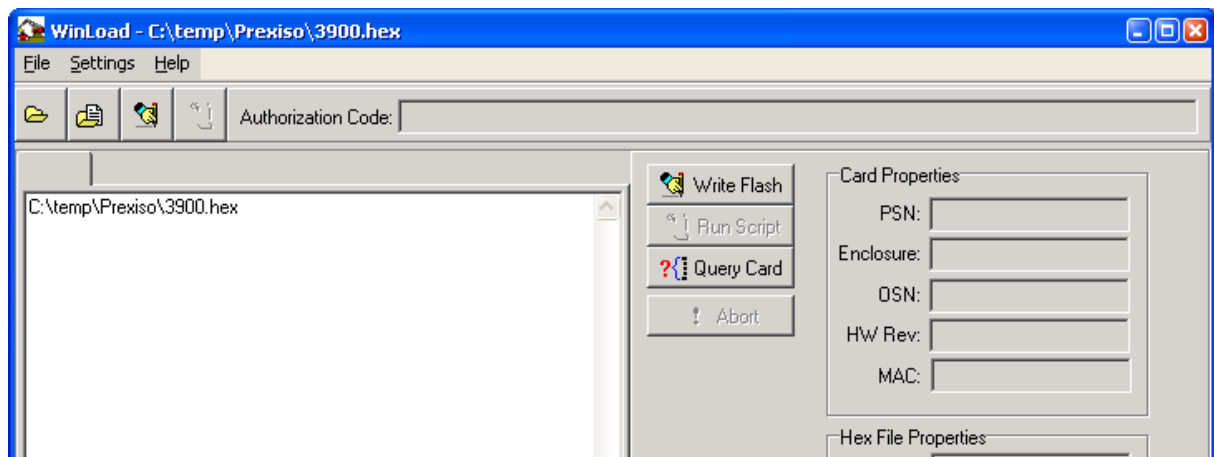 WinLoad - C:\temp\Prexiso\3900.hex
File Settings Help
Authorization Code:
C:\temp\Prexiso\3900.hex
Write Flash
Run Script
?{ Query Card
Abort
Card Properties
PSN:
Enclosure:
OSN:
HW Rev:
MAC:
Hex File Properties